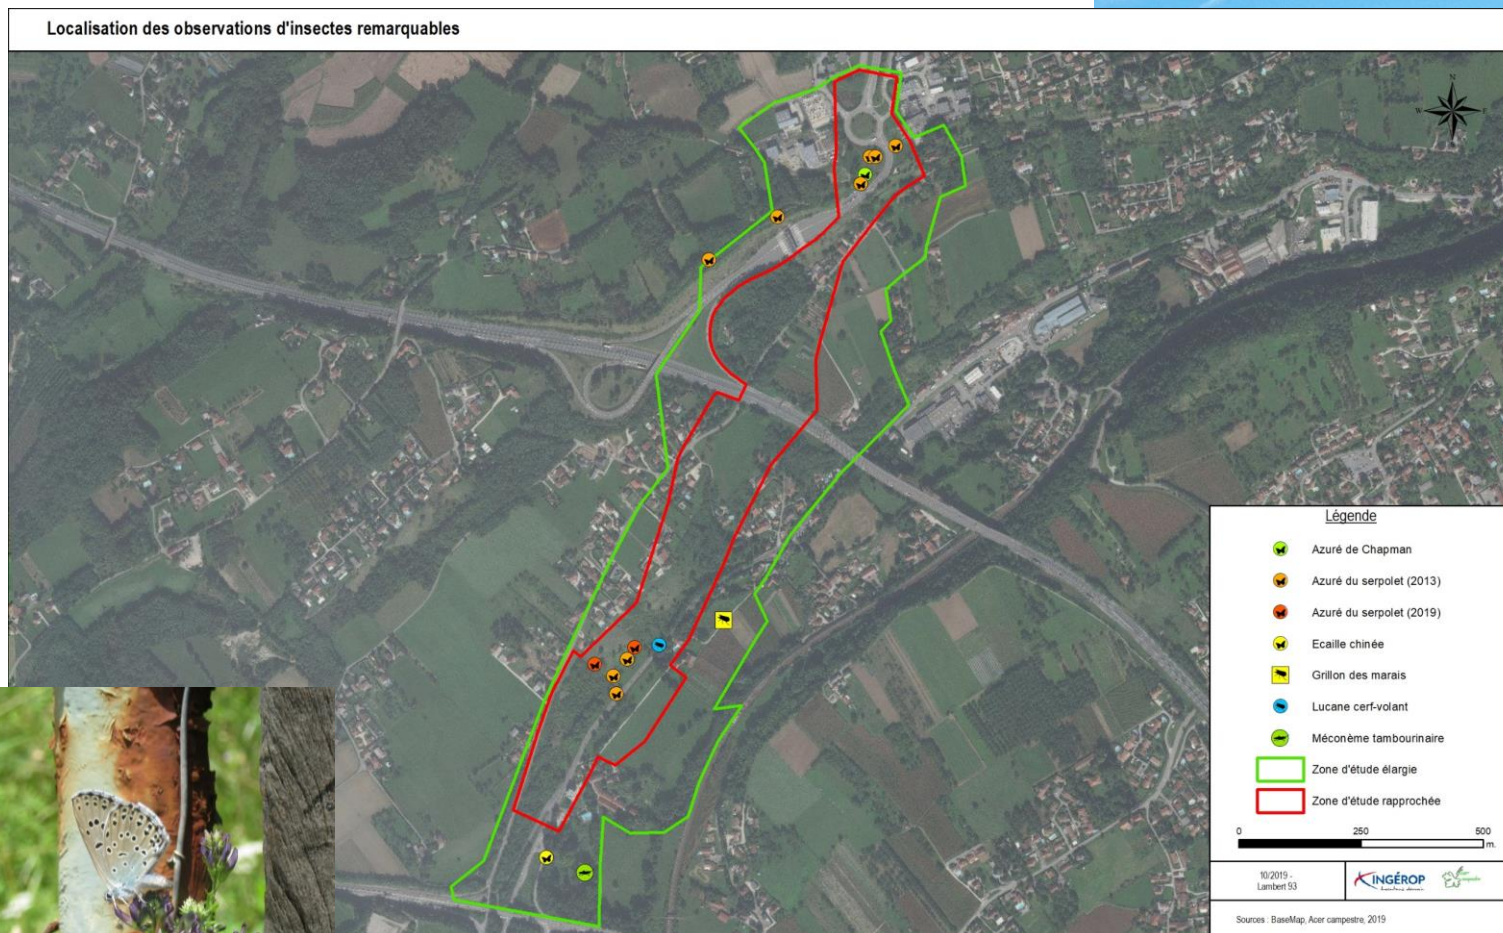 Localisation des observations d'insectes remarquables
N
W
E
Légende
Azuré de Chapman
Azuré du serpolet (2013)
Azuré du serpolet (2019)
Ecaille chinée
Grillon des marais
Lucane cerf-volant
Méconème tambourinaire
Zone d'étude élargie
Zone d'étude rapprochée
0 250 500
m.
10/2019 -
Lambert 93
INGÉROP
Sources : BaseMap, Acer campestre, 2019